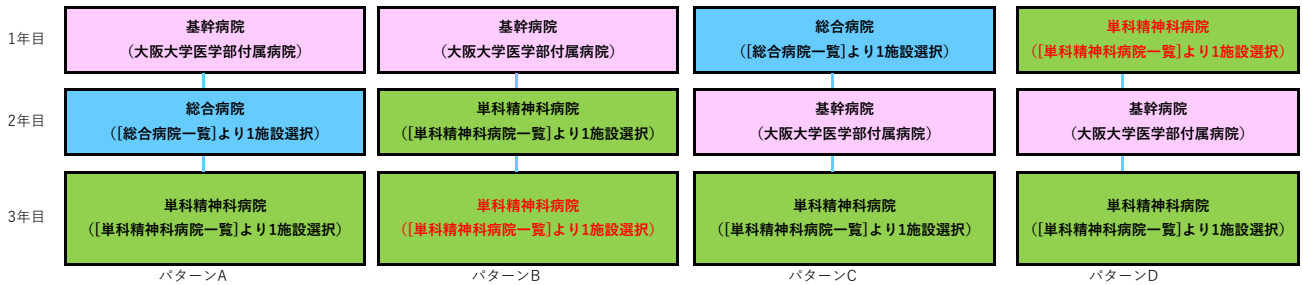 1年目
基幹病院
（大阪大学医学部付属病院）
基幹病院
（大阪大学医学部付属病院）
総合病院
（[総合病院一覧]より1施設選択）
単科精神科病院
（[単科精神科病院一覧]より1施設選択）
2年目
総合病院
（[総合病院一覧]より1施設選択）
単科精神科病院
（[単科精神科病院一覧]より1施設選択）
基幹病院
（大阪大学医学部付属病院）
基幹病院
（大阪大学医学部付属病院）
3年目
単科精神科病院
（[単科精神科病院一覧]より1施設選択）
単科精神科病院
（[単科精神科病院一覧]より1施設選択）
単科精神科病院
（[単科精神科病院一覧]より1施設選択）
単科精神科病院
（[単科精神科病院一覧]より1施設選択）
パターンA
パターンB
パターンC
パターンD